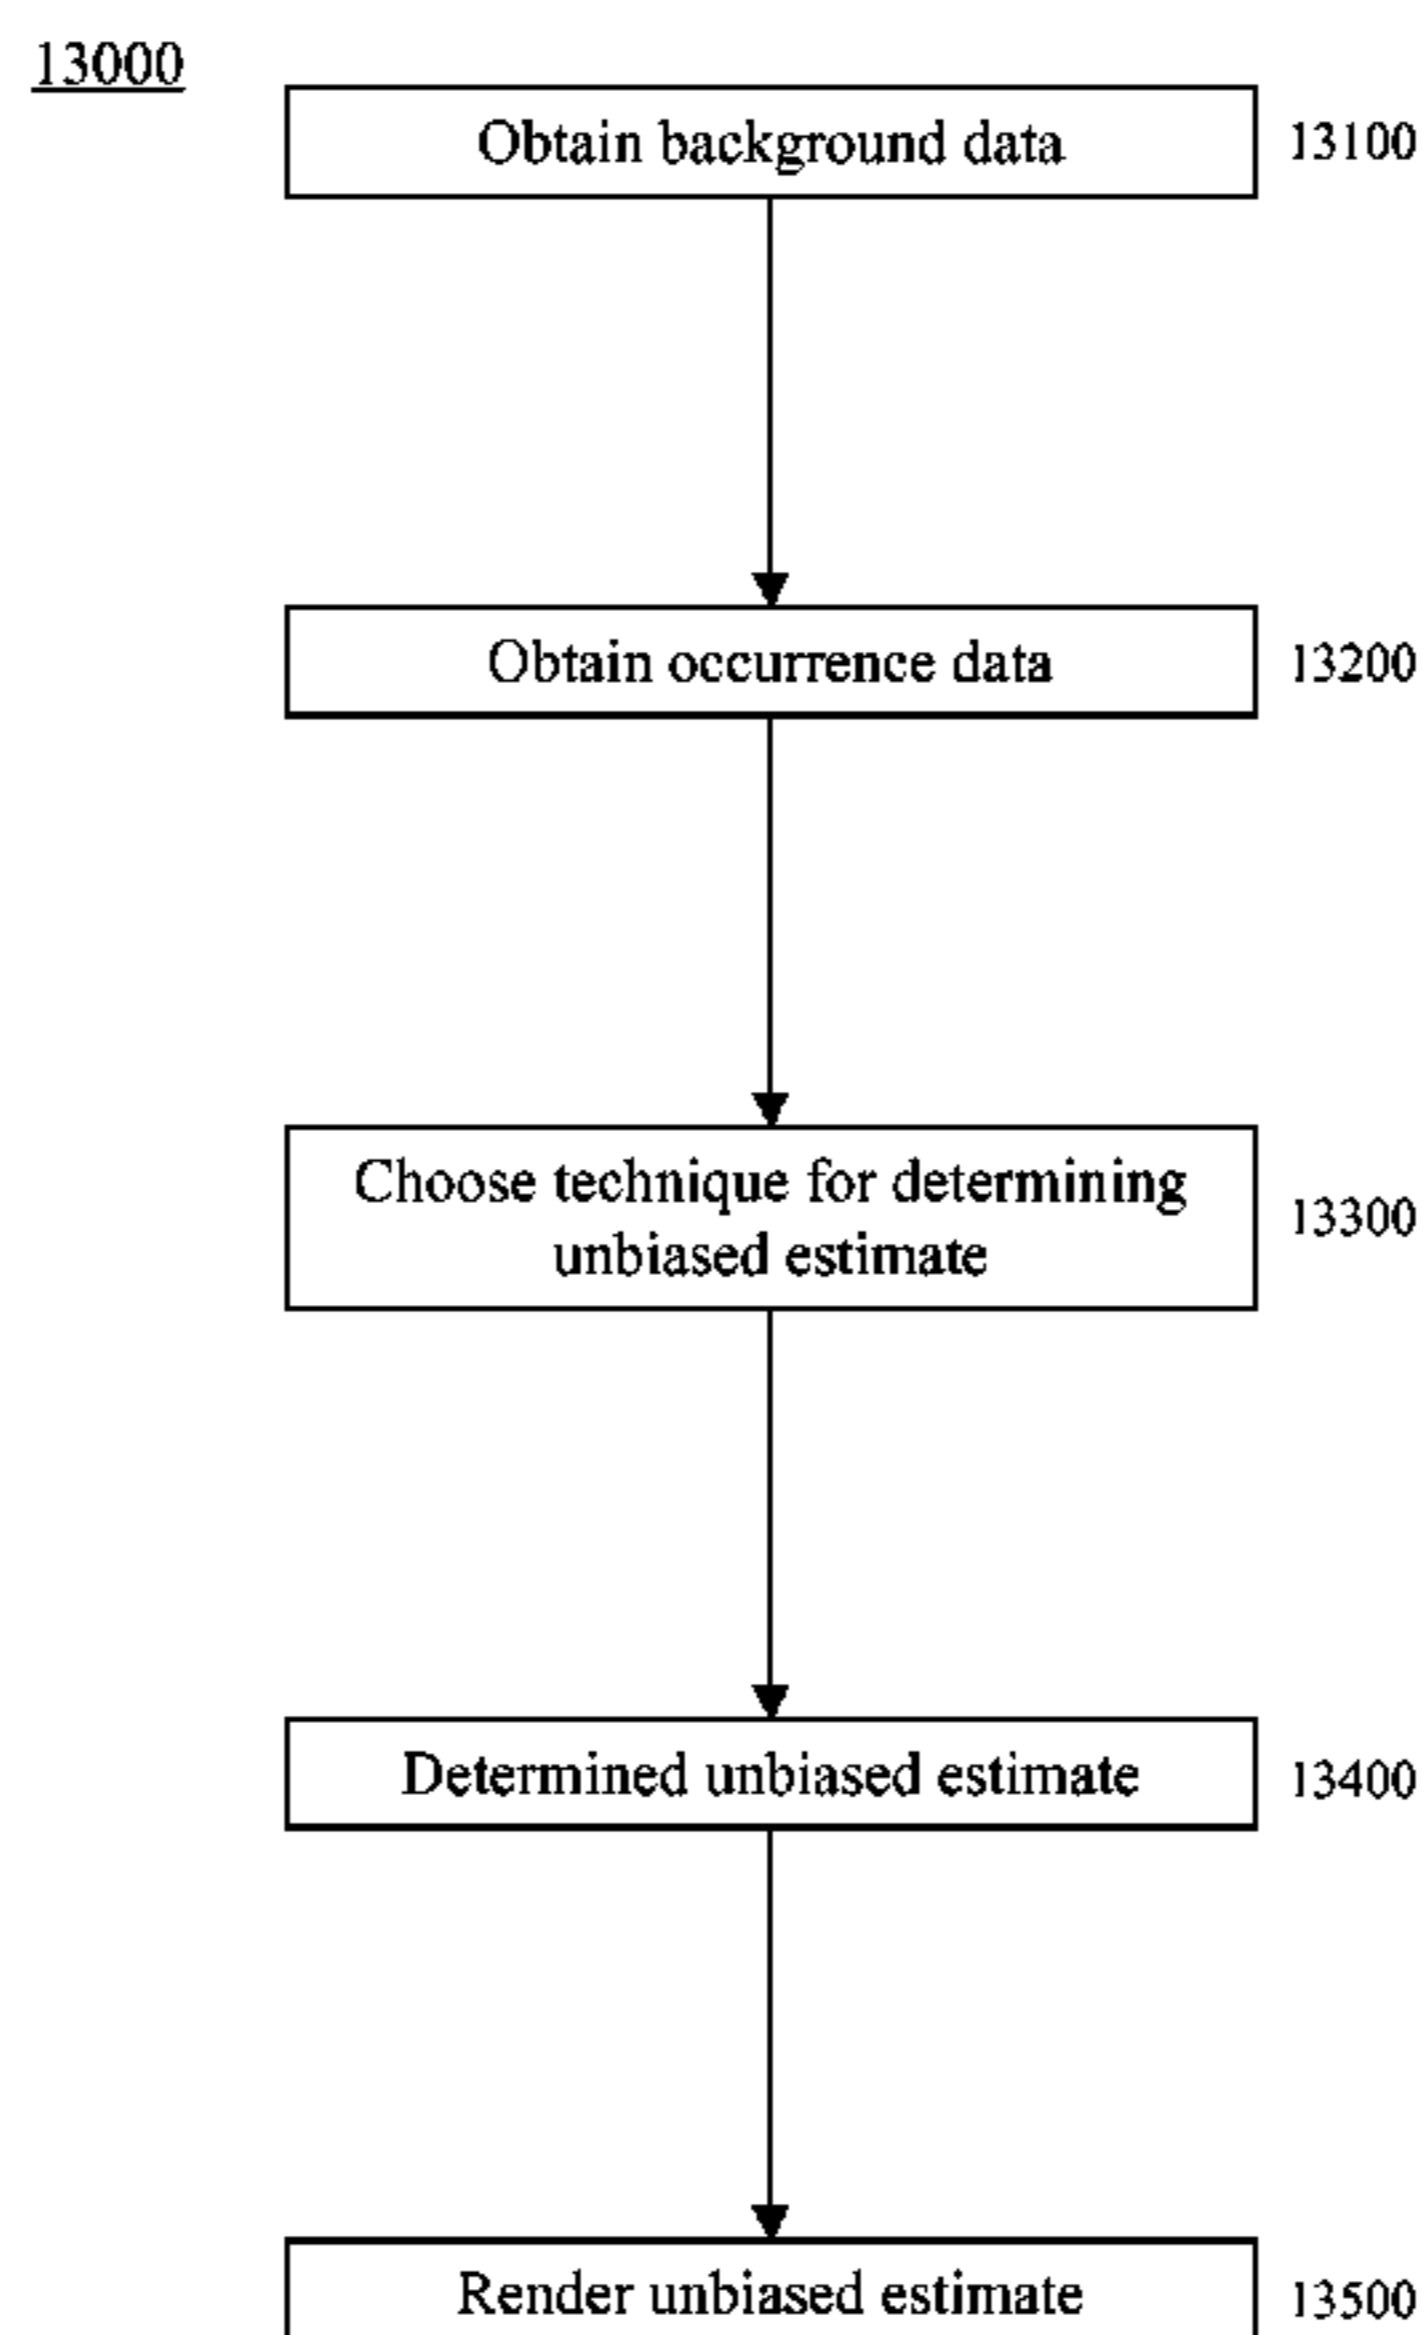 13000
Obtain background data
13100
Obtain occurrence data
13200
Choose technique for determining
unbiased estimate
13300
Determined unbiased estimate
13400
Render unbiased estimate
13500